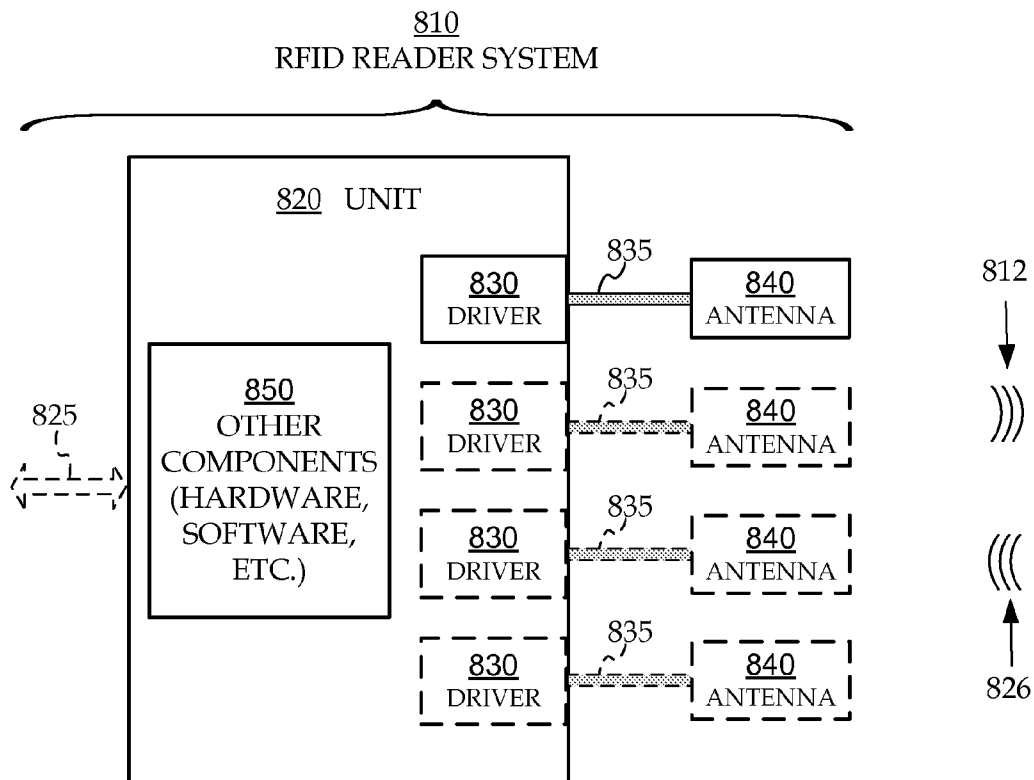 810
RFID READER SYSTEM
820 UNIT
835
812
830
DRIVER
840
ANTENNA
850
OTHER
COMPONENTS
(HARDWARE,
SOFTWARE,
ETC.)
825
835
830
DRIVER
840
ANTENNA
835
830
DRIVER
840
ANTENNA
835
830
DRIVER
840
ANTENNA
826